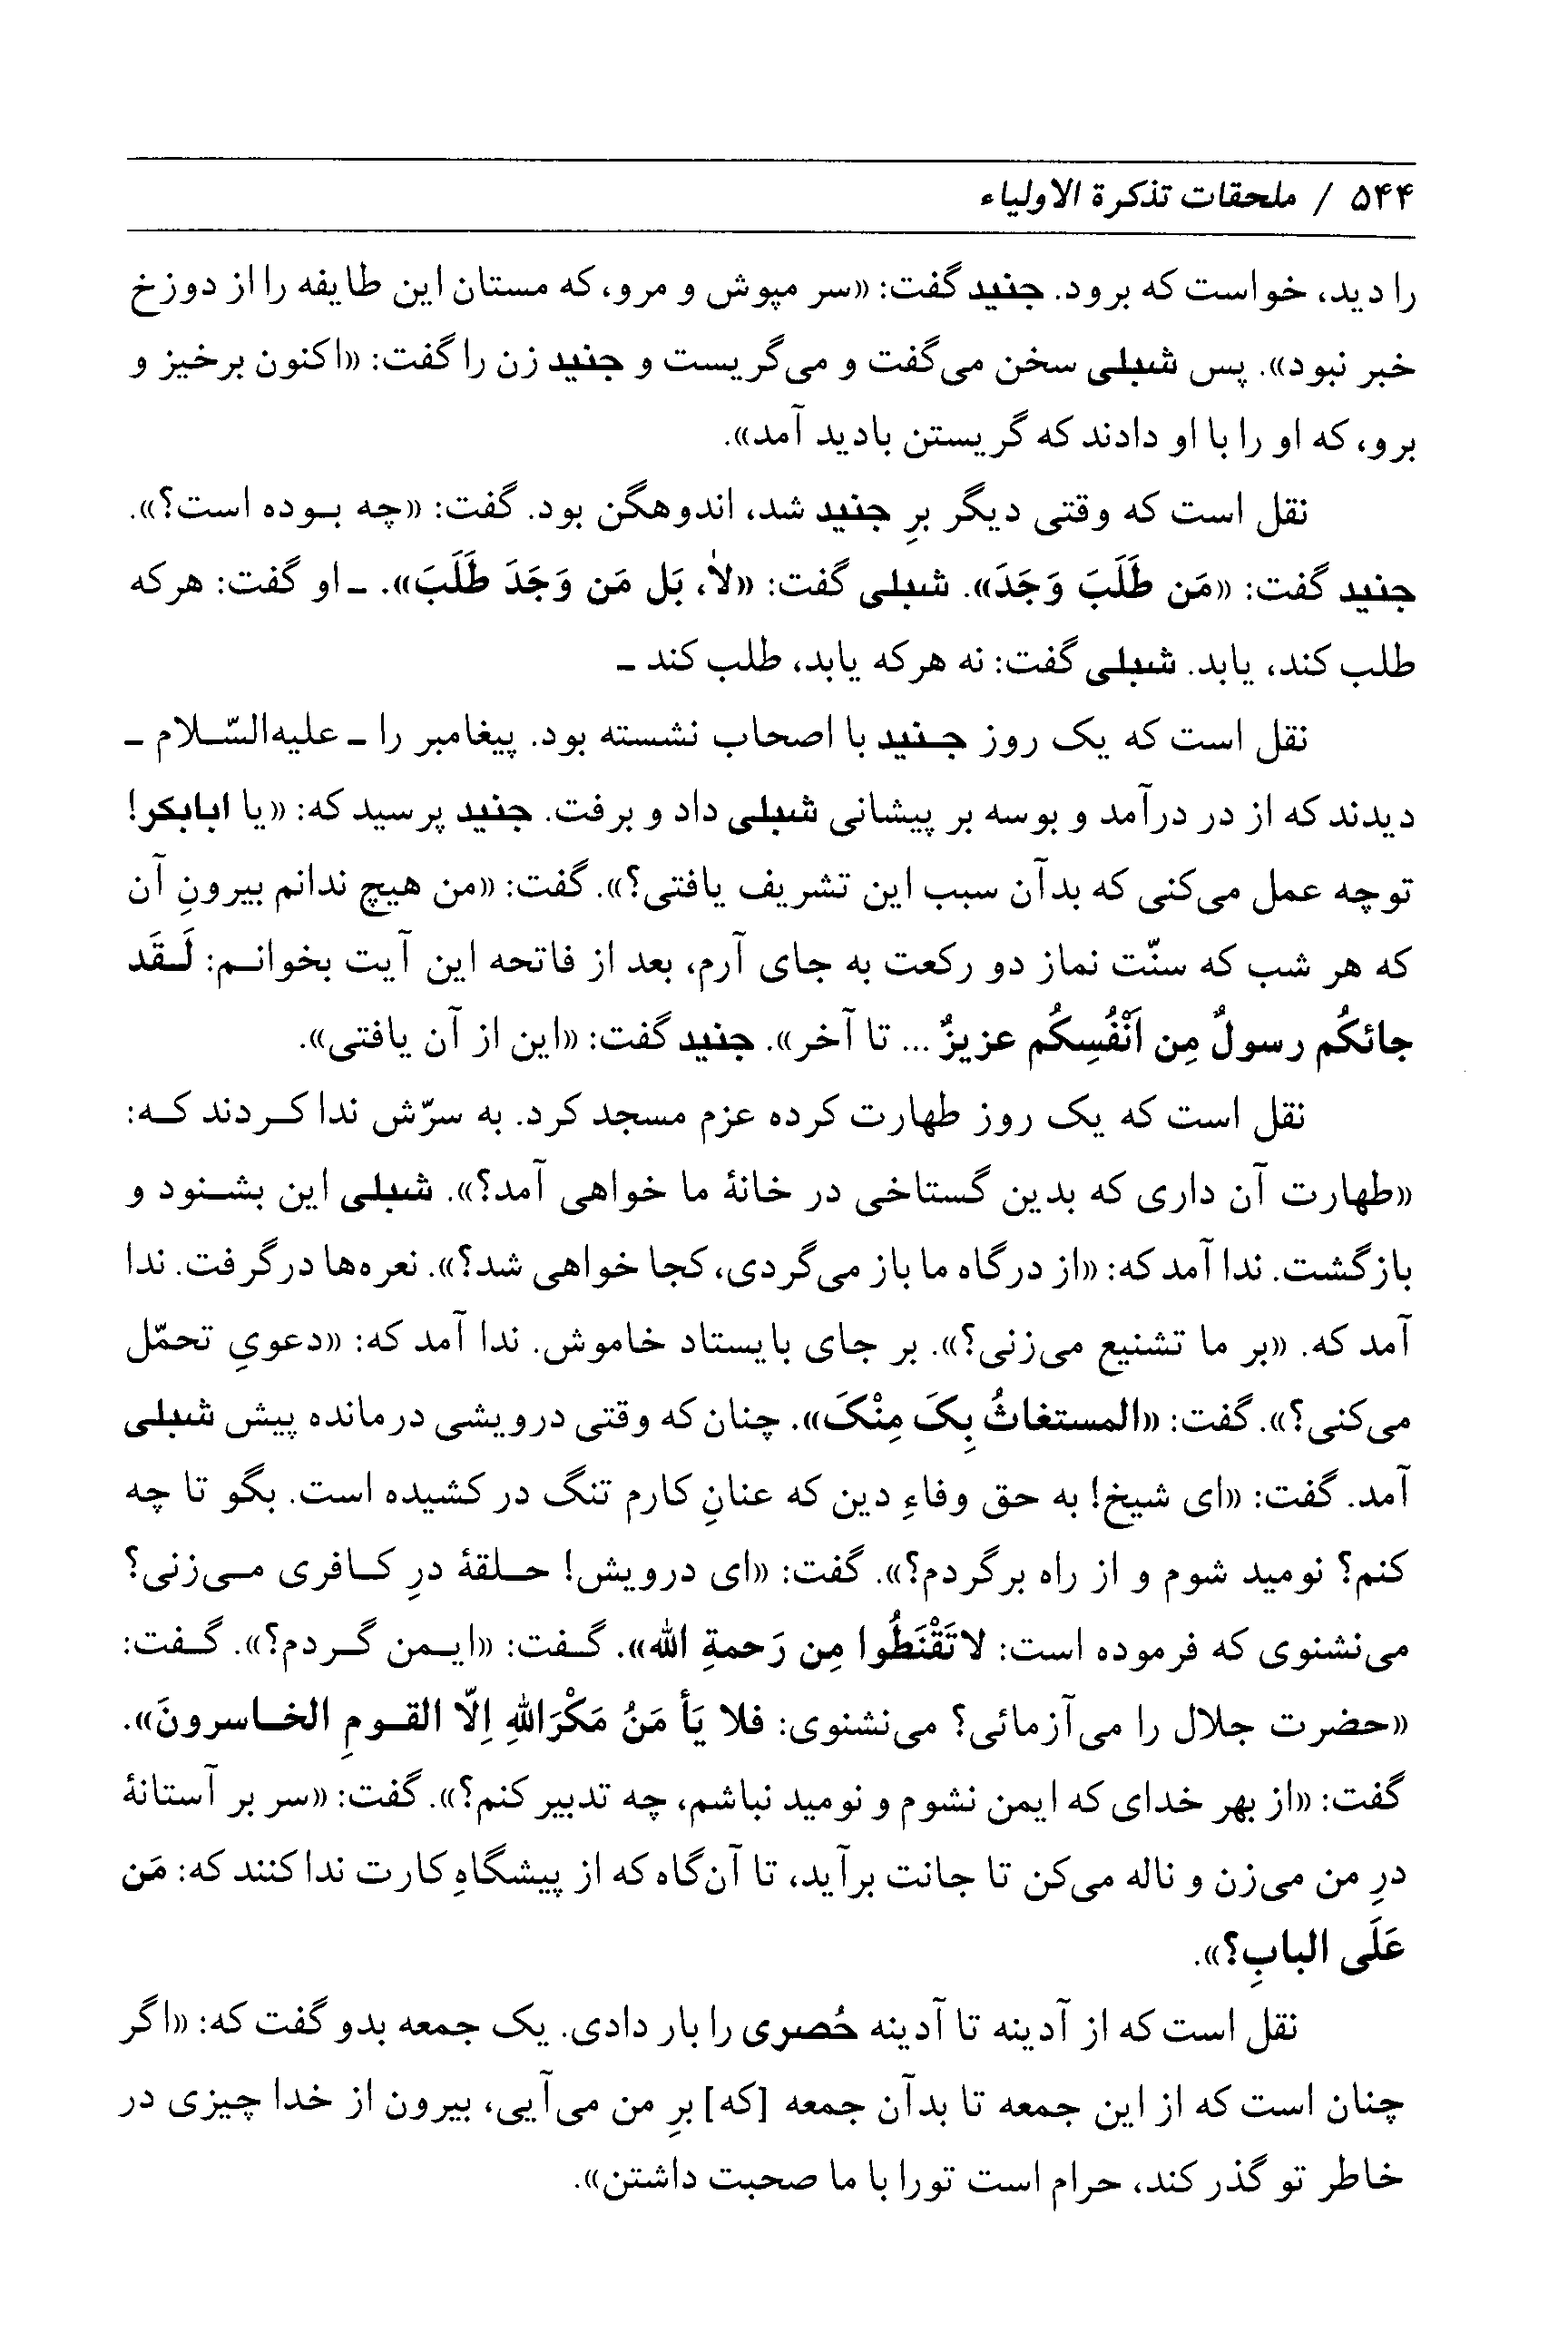 ۵۴۴ / ملحقات تذکرة الاولیاء
را دید، خواست که برود. جنید گفت: «سر مپوش و مرو، که مستان این طایفه را از دوزخ
خبر نبود». پس شبلی سخن می‌گفت و می‌گریست و جنید زن را گفت: «اکنون برخیز و
برو، که او را با او دادند که گریستن بادید آمد».
نقل است که وقتی دیگر برِ جنید شد، اندوهگن بود. گفت: «چه بوده است؟».
جنید گفت: «مَن طَلَبَ وَجَدَ». شبلی گفت: «لاٰ، بَل مَن وَجَدَ طَلَبَ». ـ او گفت: هرکه
طلب کند، یابد. شبلی گفت: نه هرکه یابد، طلب کند ـ
نقل است که یک روز جنید با اصحاب نشسته بود. پیغامبر را ـ علیه‌السّلام ـ
دیدند که از در درآمد و بوسه بر پیشانی شبلی داد و برفت. جنید پرسید که: «یا ابابکر!
تو چه عمل می‌کنی که بدآن سبب این تشریف یافتی؟». گفت: «من هیچ ندانم بیرونِ آن
که هر شب که سنّت نماز دو رکعت به جای آرم، بعد از فاتحه این آیت بخوانم: لَقَد
جائکُم رسولٌ مِن اَنْفُسِکُم عزیزٌ ... تا آخر». جنید گفت: «این از آن یافتی».
نقل است که یک روز طهارت کرده عزم مسجد کرد. به سرّش ندا کردند که:
«طهارت آن داری که بدین گستاخی در خانهٔ ما خواهی آمد؟». شبلی این بشنود و
بازگشت. ندا آمد که: «از درگاه ما باز می‌گردی، کجا خواهی شد؟». نعره‌ها درگرفت. ندا
آمد که. «بر ما تشنیع می‌زنی؟». بر جای بایستاد خاموش. ندا آمد که: «دعویِ تحمّل
می‌کنی؟». گفت: «المستغاثُ بِکَ مِنْکَ». چنان که وقتی درویشی درمانده پیش شبلی
آمد. گفت: «ای شیخ! به حق وفاءِ دین که عنانِ کارم تنگ در کشیده است. بگو تا چه
کنم؟ نومید شوم و از راه برگردم؟». گفت: «ای درویش! حلقهٔ درِ کافری می‌زنی؟
می‌نشنوی که فرموده است: لاتَقْنَطُوا مِن رَحمةِ الله». گفت: «ایمن گردم؟». گفت:
«حضرت جلال را می‌آزمائی؟ می‌نشنوی: فلا یَأ مَنُ مَکْرَاللهِ اِلّا القومِ الخاسرونَ».
گفت: «از بهر خدای که ایمن نشوم و نومید نباشم، چه تدبیر کنم؟». گفت: «سر بر آستانهٔ
درِ من می‌زن و ناله می‌کن تا جانت برآید، تا آن‌گاه که از پیشگاهِ کارت ندا کنند که: مَن
عَلَی البابِ؟».
نقل است که از آدینه تا آدینه حُصری را بار دادی. یک جمعه بدو گفت که: «اگر
چنان است که از این جمعه تا بدآن جمعه [که] برِ من می‌آیی، بیرون از خدا چیزی در
خاطر تو گذر کند، حرام است تورا با ما صحبت داشتن».